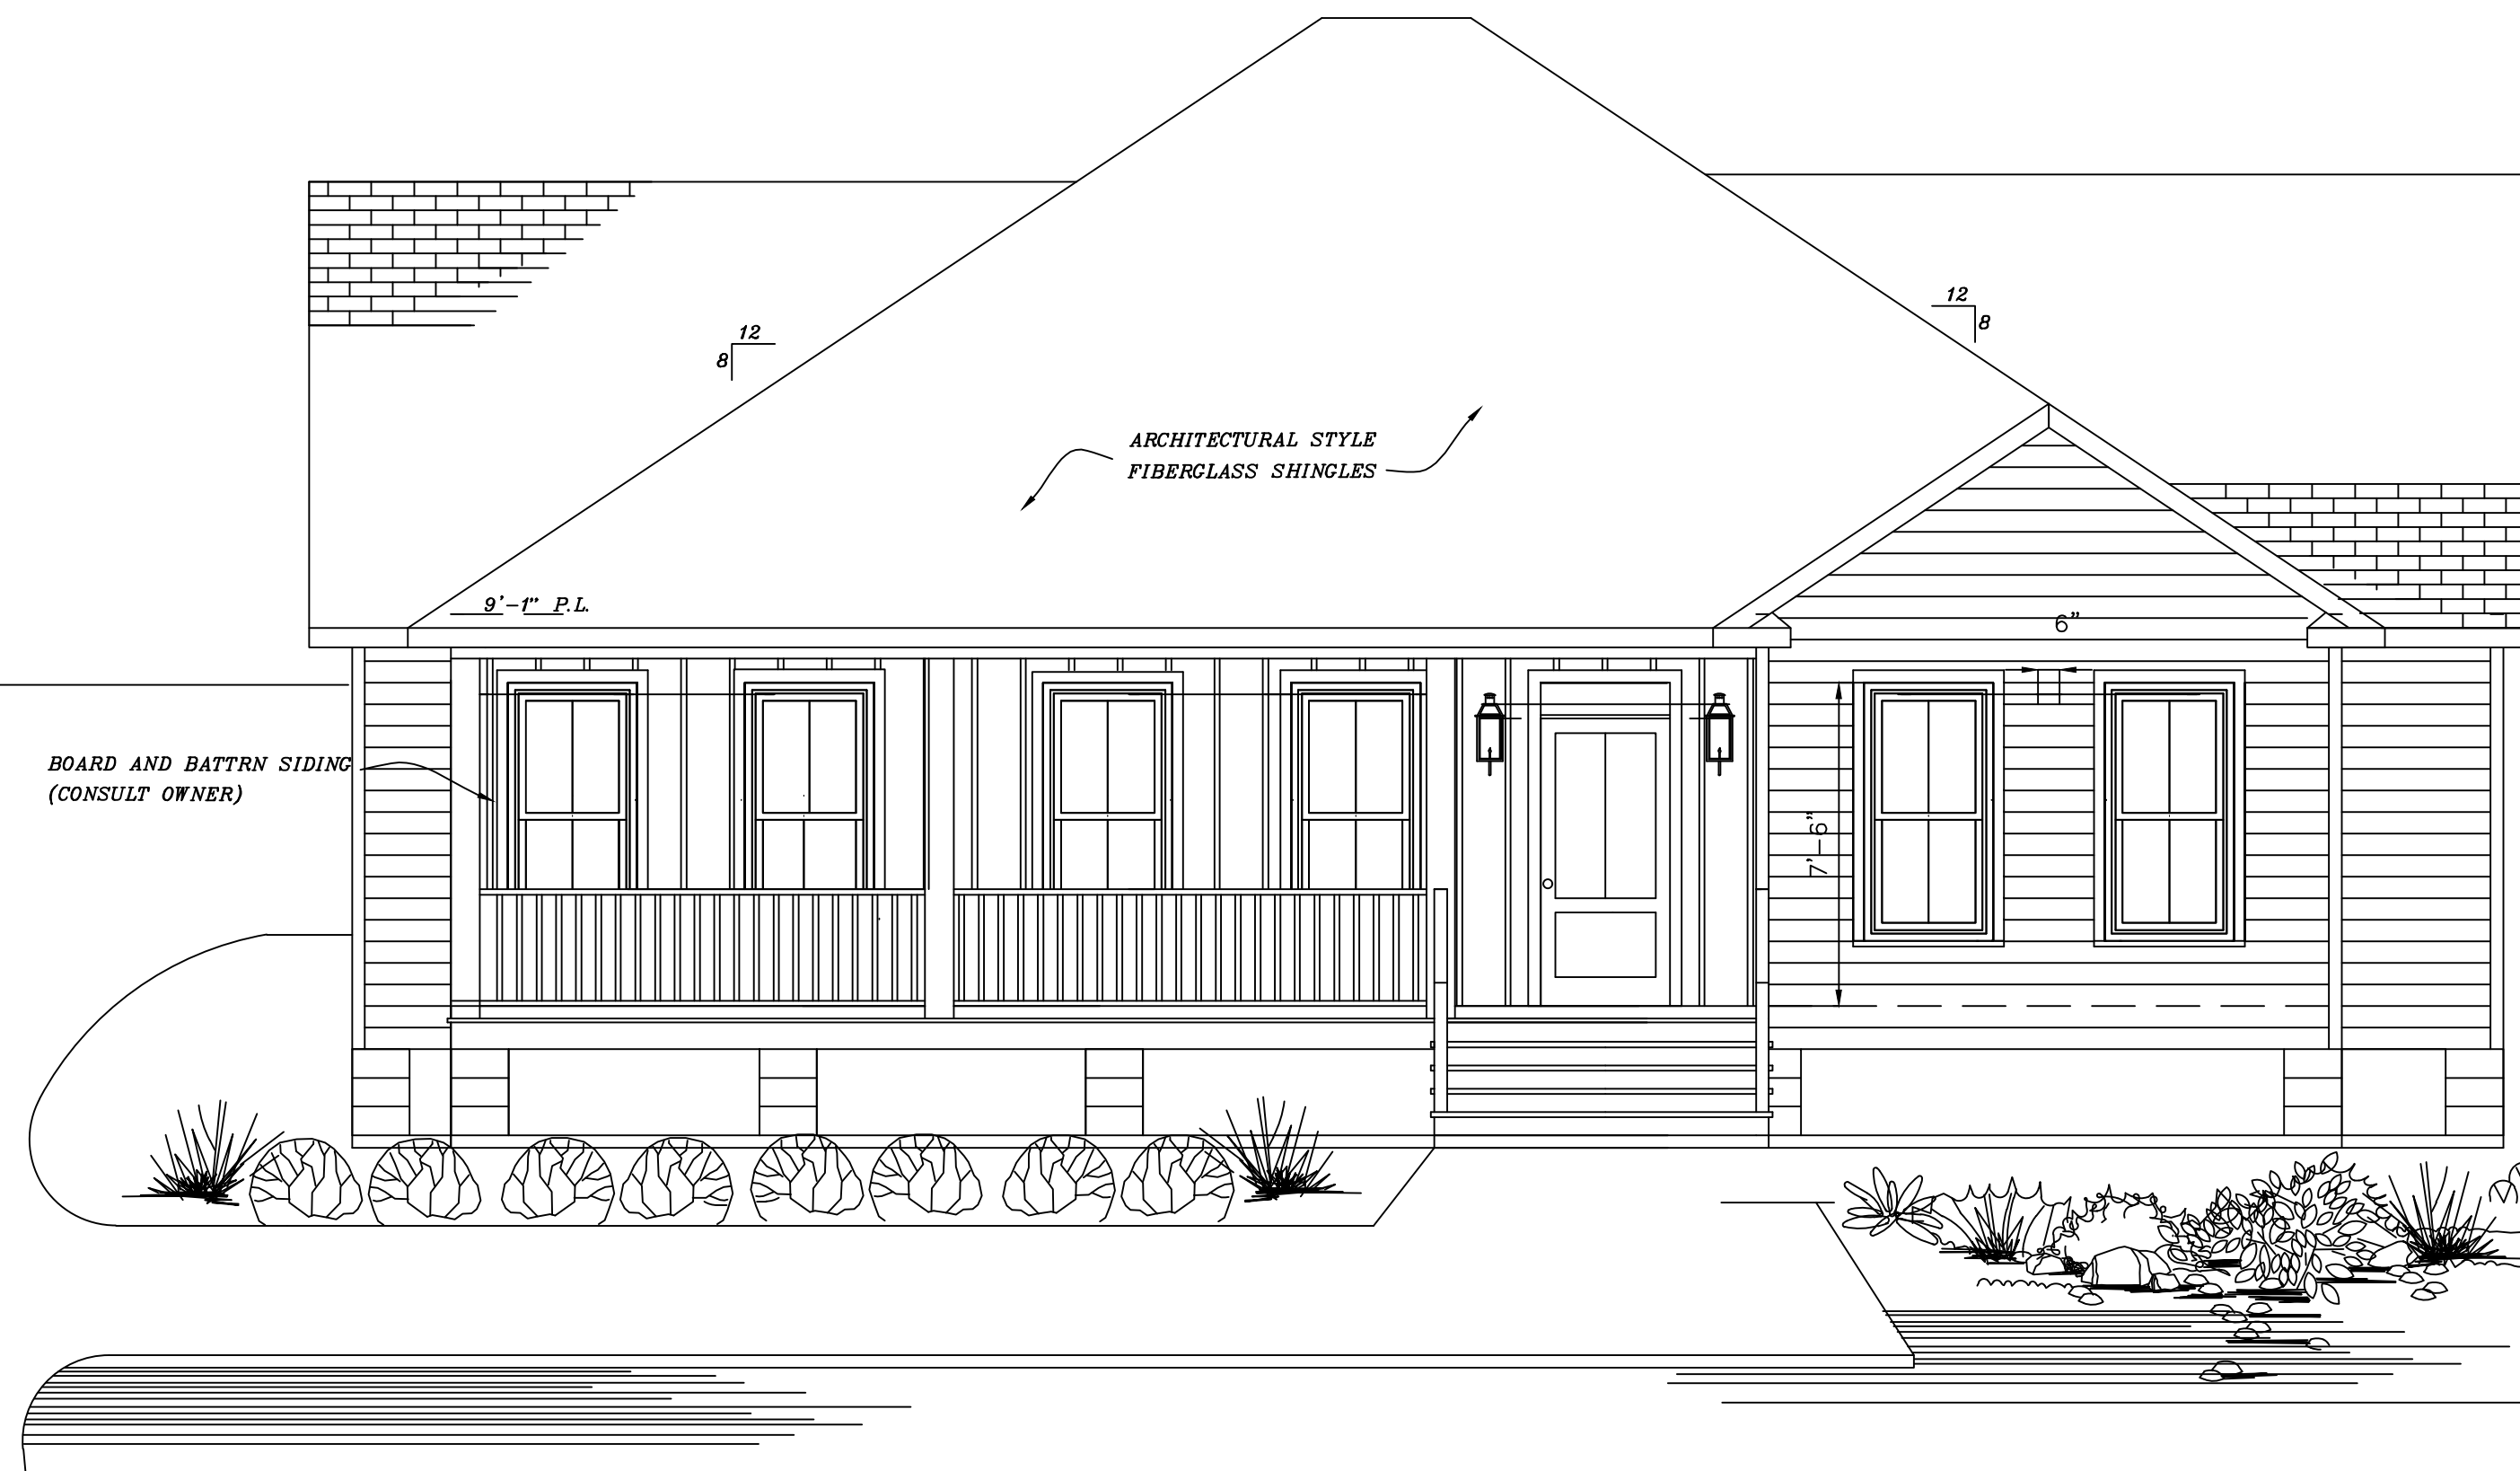 12
8
12
8
ARCHITECTURAL STYLE
FIBERGLASS SHINGLES
9'-1" P.L.
6"
BOARD AND BATTRN SIDING
(CONSULT OWNER)
7'-6"